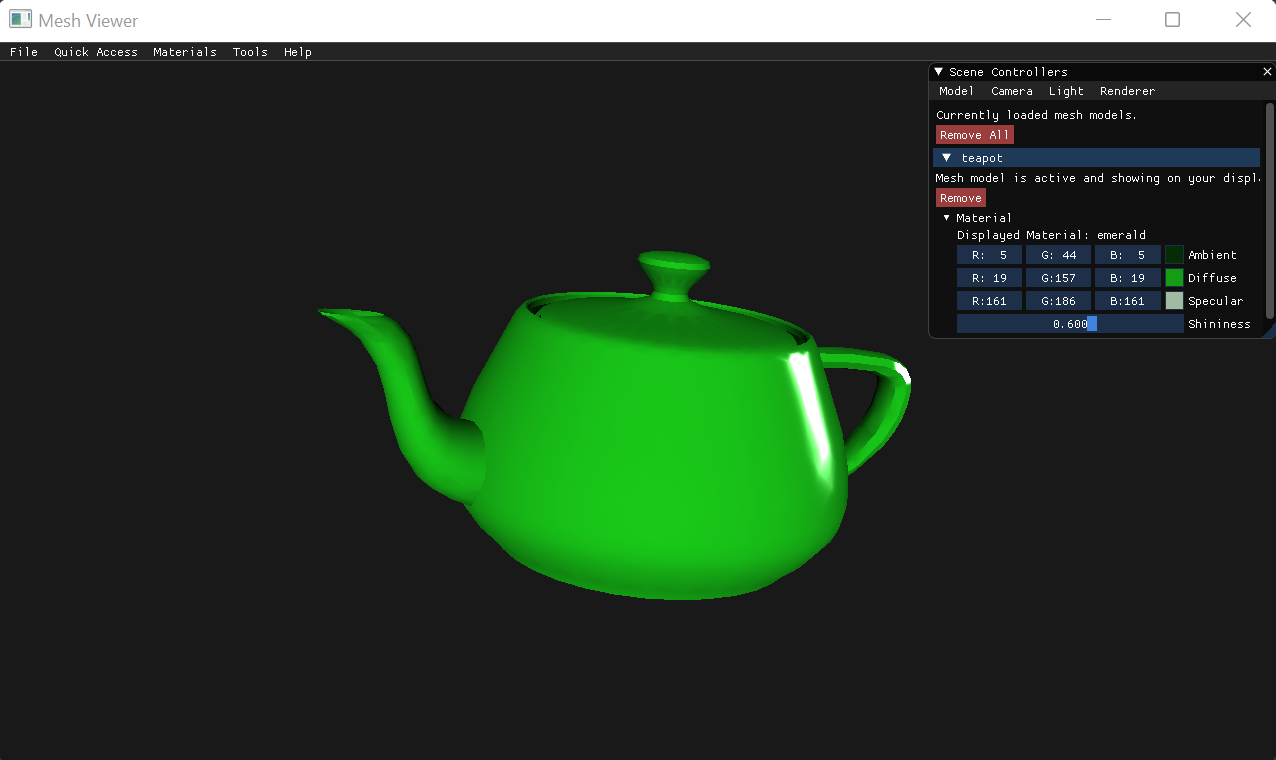 Mesh Viewer
File Quick Access Materials Tools Help
Scene Controllers
Model Camera Light Renderer
Currently loaded mesh models.
Remove All
teapot
Mesh model is active and showing on your displ
Remove
Material
Displayed Material: emerald
R: 5 G: 44 B: 5 Ambient
R: 19 G:157 B: 19 Diffuse
R:161 G:186 B:161 Specular
0.600 Shininess